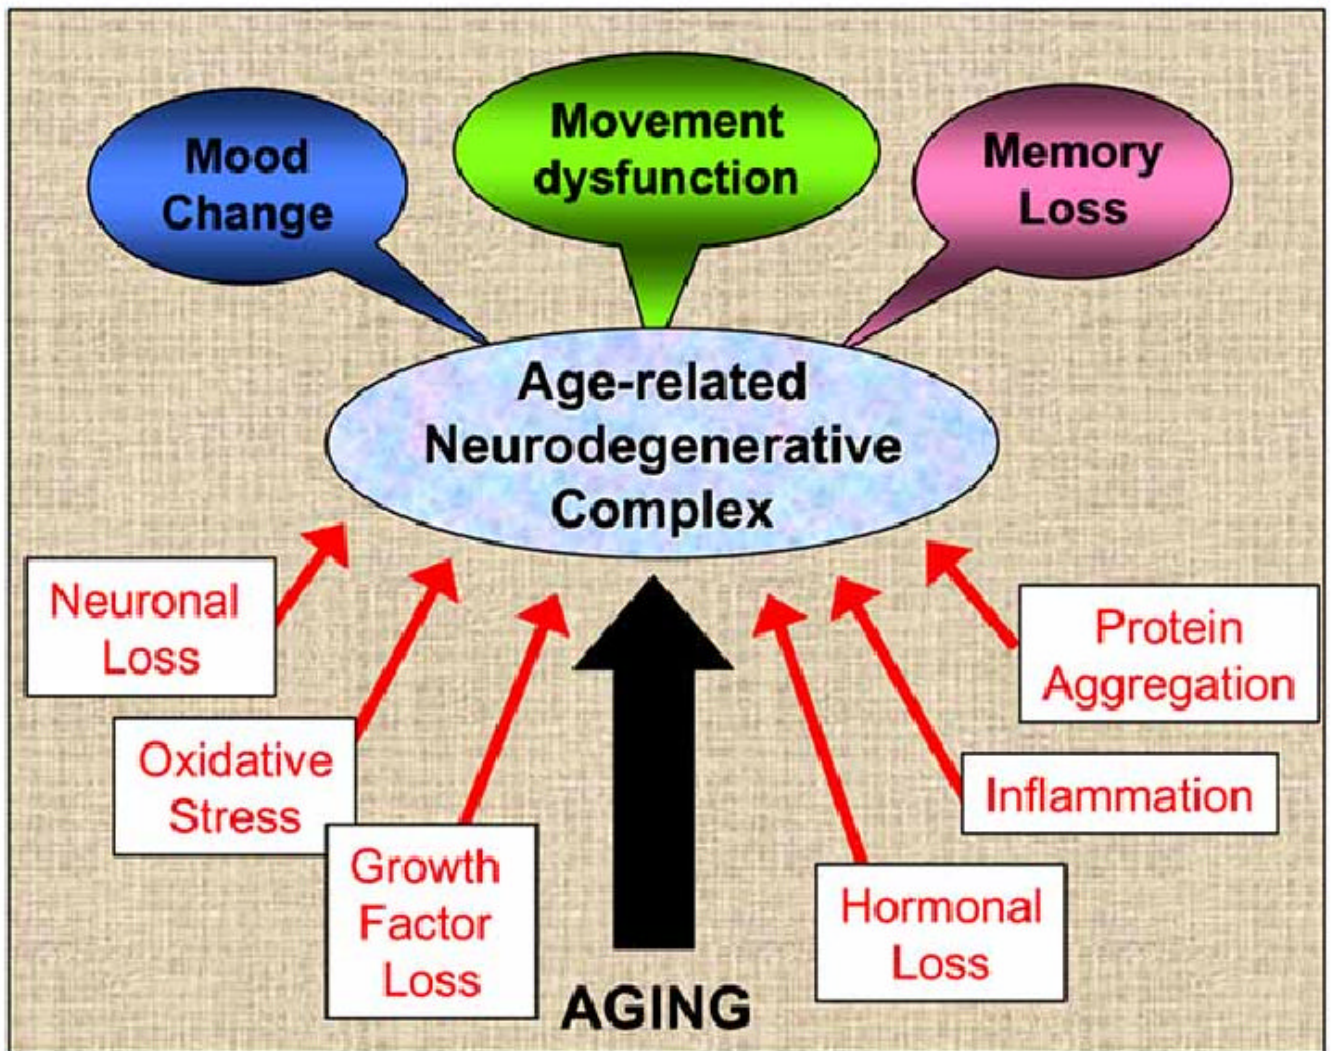 Mood
Change
Movement
dysfunction
Memory
Loss
Age-related
Neurodegenerative
Complex
Neuronal
Loss
Oxidative
Stress
Growth
Factor
Loss
AGING
Hormonal
Loss
Inflammation
Protein
Aggregation